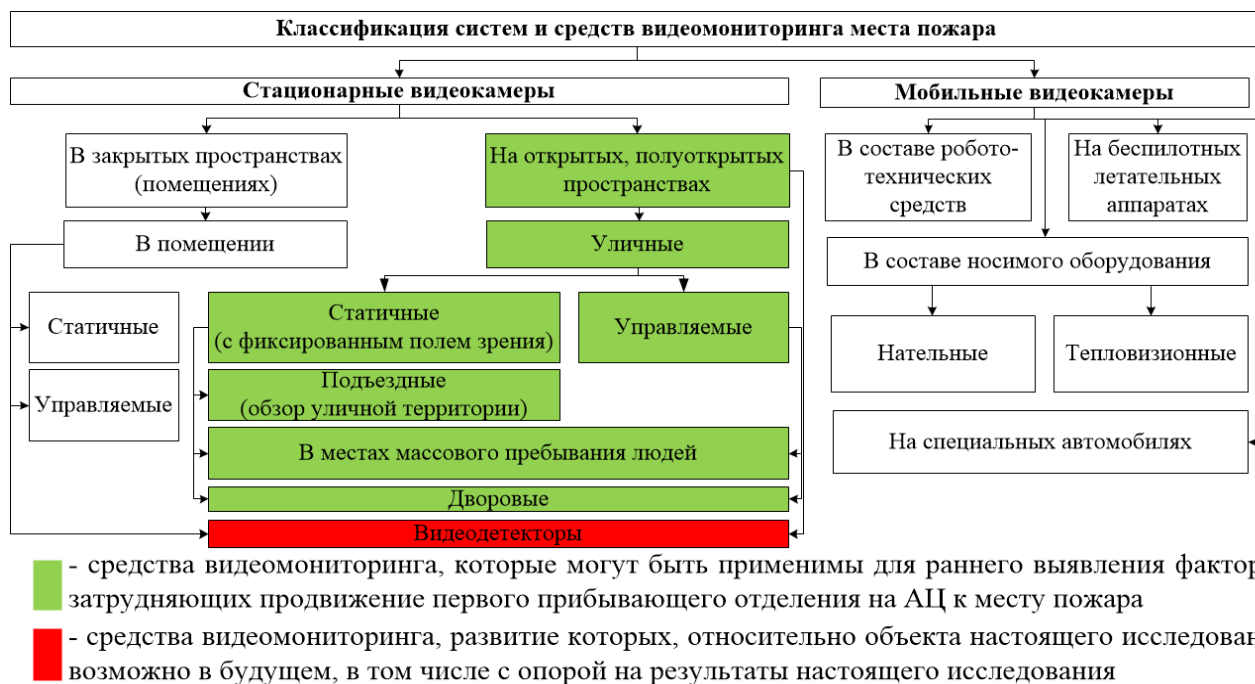 Классификация систем и средств видеомониторинга места пожара
Стационарные видеокамеры
Мобильные видеокамеры
В закрытых пространствах
(помещениях)
На открытых, полуоткрытых
пространствах
В составе робото-
технических
средств
На беспилотных
летательных
аппаратах
В помещении
Уличные
В составе носимого оборудования
Статичные
Статичные
(с фиксированным полем зрения)
Управляемые
Нательные
Тепловизионные
Управляемые
Подъездные
(обзор уличной территории)
На специальных автомобилях
В местах массового пребывания людей
Дворовые
Видеодетекторы
- средства видеомониторинга, которые могут быть применимы для раннего выявления фактор
затрудняющих продвижение первого прибывающего отделения на АЦ к месту пожара
- средства видеомониторинга, развитие которых, относительно объекта настоящего исследован
возможно в будущем, в том числе с опорой на результаты настоящего исследования